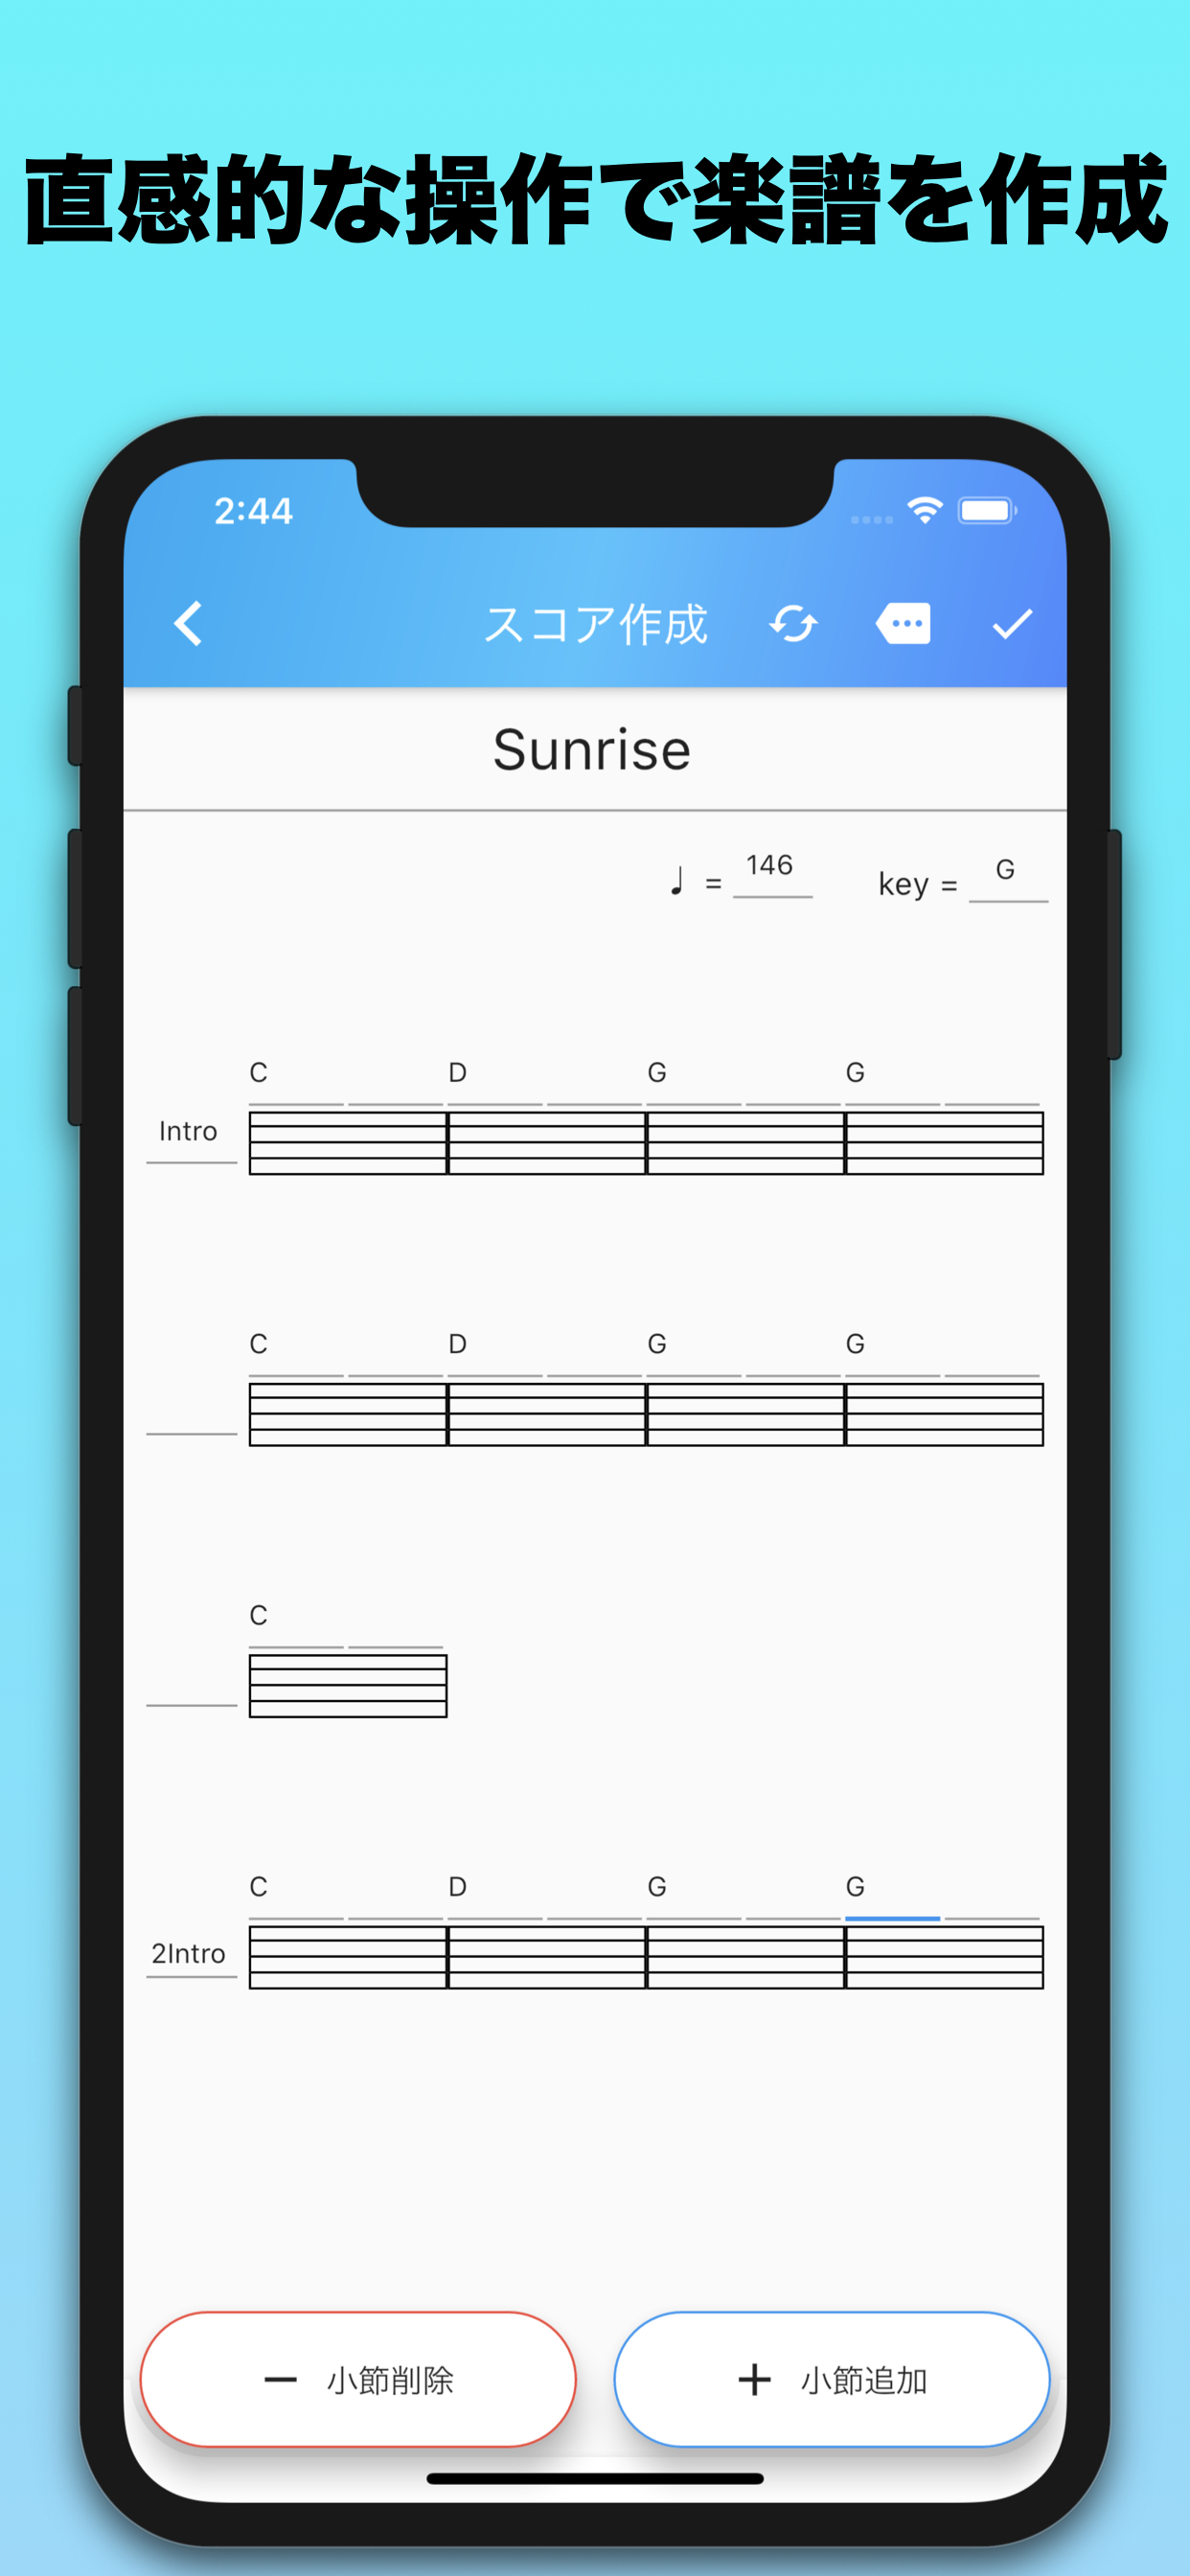 直感的な操作で楽譜を作成
2:44
スコア作成
Sunrise
♩ = 146 key = G
C D G G
Intro
C D G G
C
C D G G
2Intro
− 小節削除 + 小節追加